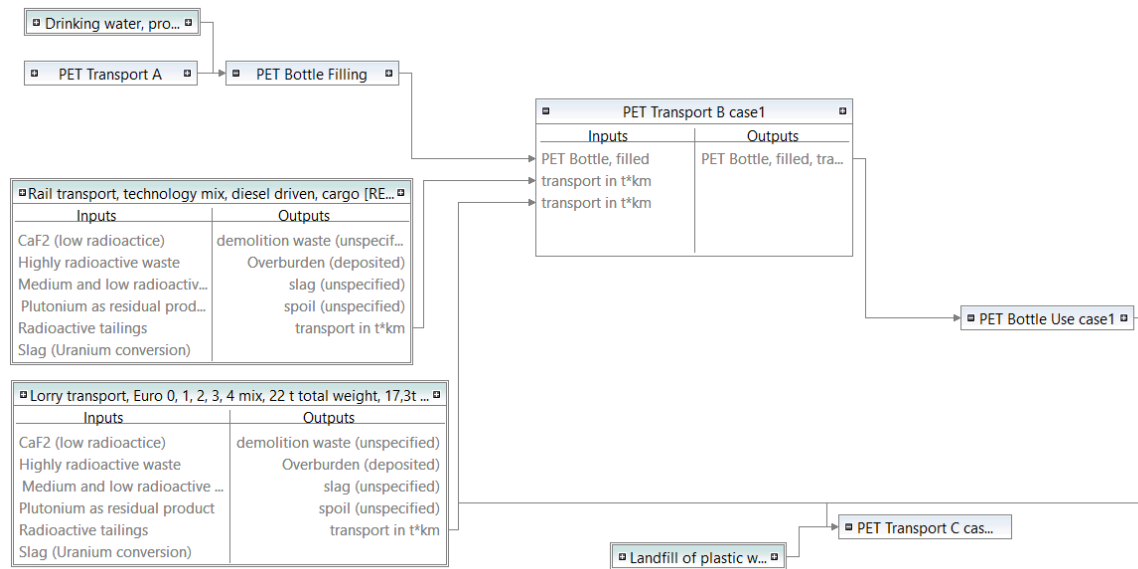 Drinking water, pro...
PET Transport A
PET Bottle Filling
PET Transport B case1
Inputs
Outputs
PET Bottle, filled
PET Bottle, filled, tra...
transport in t*km
transport in t*km
Rail transport, technology mix, diesel driven, cargo [RE...
Inputs
Outputs
CaF2 (low radioactice)
demolition waste (unspecif...
Highly radioactive waste
Overburden (deposited)
Medium and low radioactiv...
slag (unspecified)
Plutonium as residual prod...
spoil (unspecified)
Radioactive tailings
transport in t*km
Slag (Uranium conversion)
PET Bottle Use case1
Lorry transport, Euro 0, 1, 2, 3, 4 mix, 22 t total weight, 17,3t ...
Inputs
Outputs
CaF2 (low radioactice)
demolition waste (unspecified)
Highly radioactive waste
Overburden (deposited)
Medium and low radioactive ...
slag (unspecified)
Plutonium as residual product
spoil (unspecified)
Radioactive tailings
transport in t*km
Slag (Uranium conversion)
PET Transport C cas...
Landfill of plastic w...